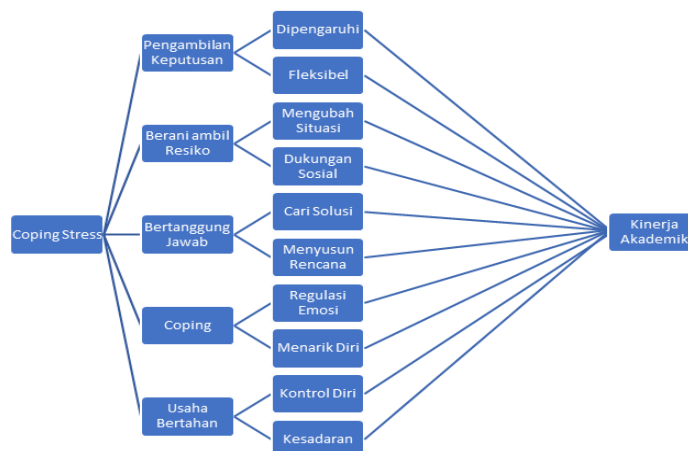 Coping Stress
Pengambilan
Keputusan
Dipengaruhi
Fleksibel
Berani ambil
Resiko
Mengubah
Situasi
Dukungan
Sosial
Bertanggung
Jawab
Cari Solusi
Menyusun
Rencana
Coping
Regulasi
Emosi
Menarik Diri
Usaha
Bertahan
Kontrol Diri
Kesadaran
Kinerja
Akademik